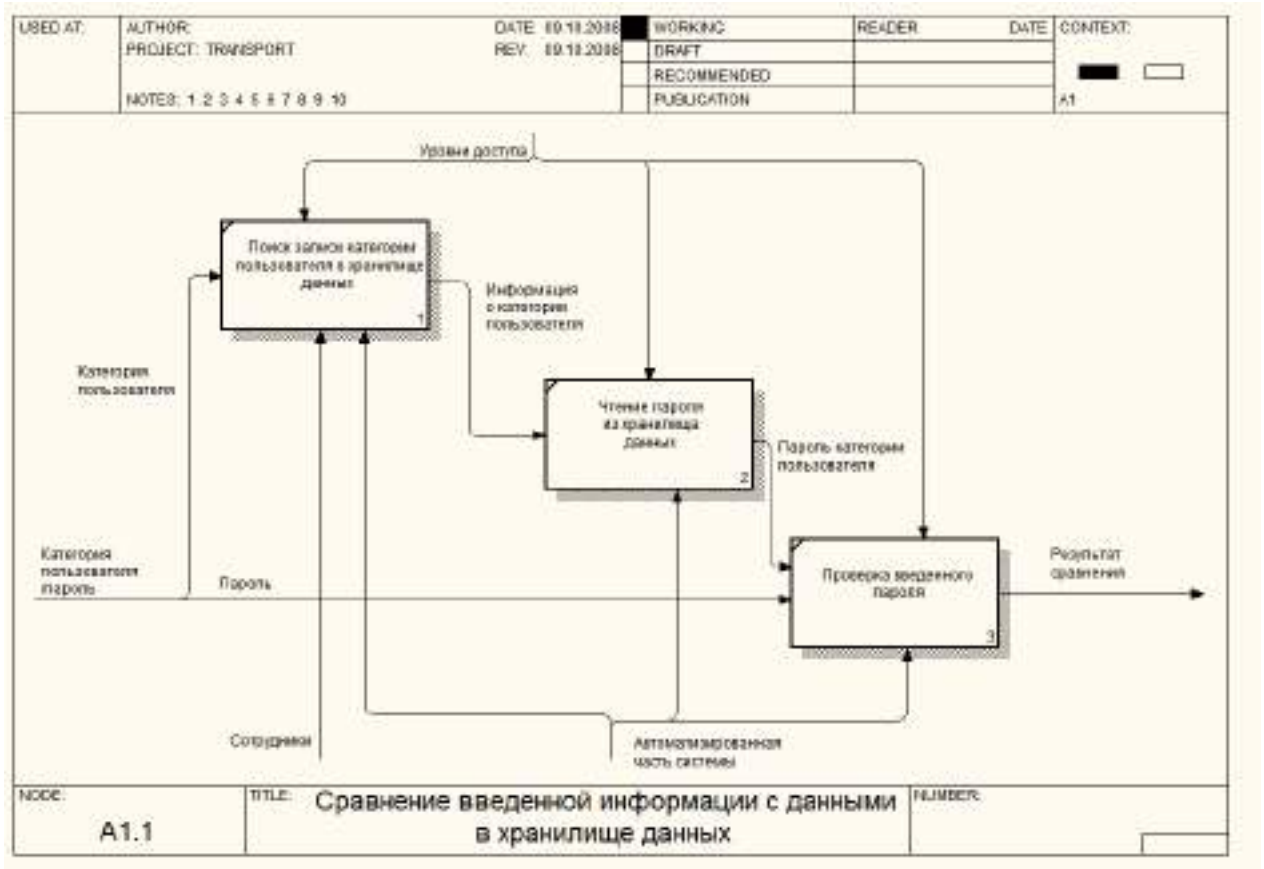 USED AT:
AUTHOR:
DATE: 09.10.2008
PROJECT: TRANSPORT
REV: 09.10.2008
NOTES: 1 2 3 4 5 6 7 8 9 10
WORKING
DRAFT
RECOMMENDED
PUBLICATION
READER
DATE
CONTEXT:
A1
Уровни доступа
Поиск записи категории
пользователя в хранилище
данных
1
Информация
о категории
пользователя
Категория
пользователя
Чтение пароля
из хранилища
данных
2
Пароль категории
пользователя
Категория
пользователя
пароль
Пароль
Проверка введенного
пароля
3
Результат
сравнения
Сотрудники
Автоматизированная
часть системы
NODE:
A1.1
TITLE:
Сравнение введенной информации с данными
в хранилище данных
NUMBER: